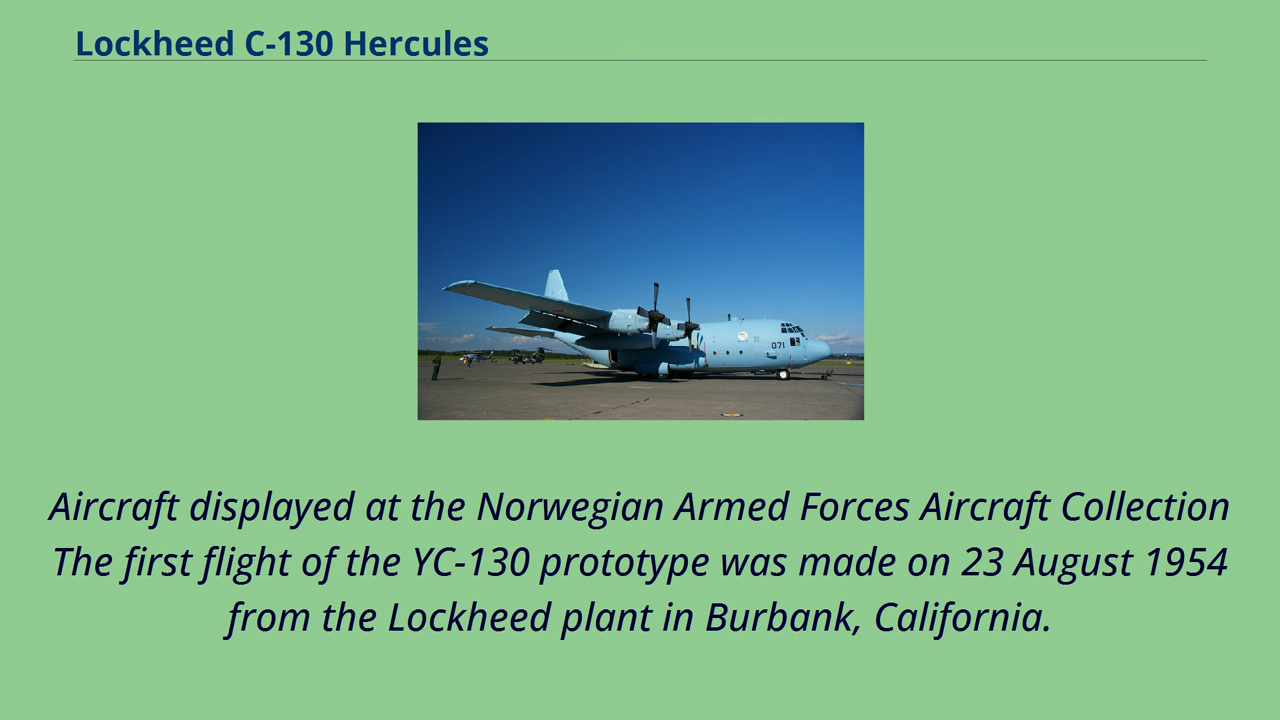 Lockheed C-130 Hercules
071
Aircraft displayed at the Norwegian Armed Forces Aircraft Collection
The first flight of the YC-130 prototype was made on 23 August 1954
from the Lockheed plant in Burbank, California.